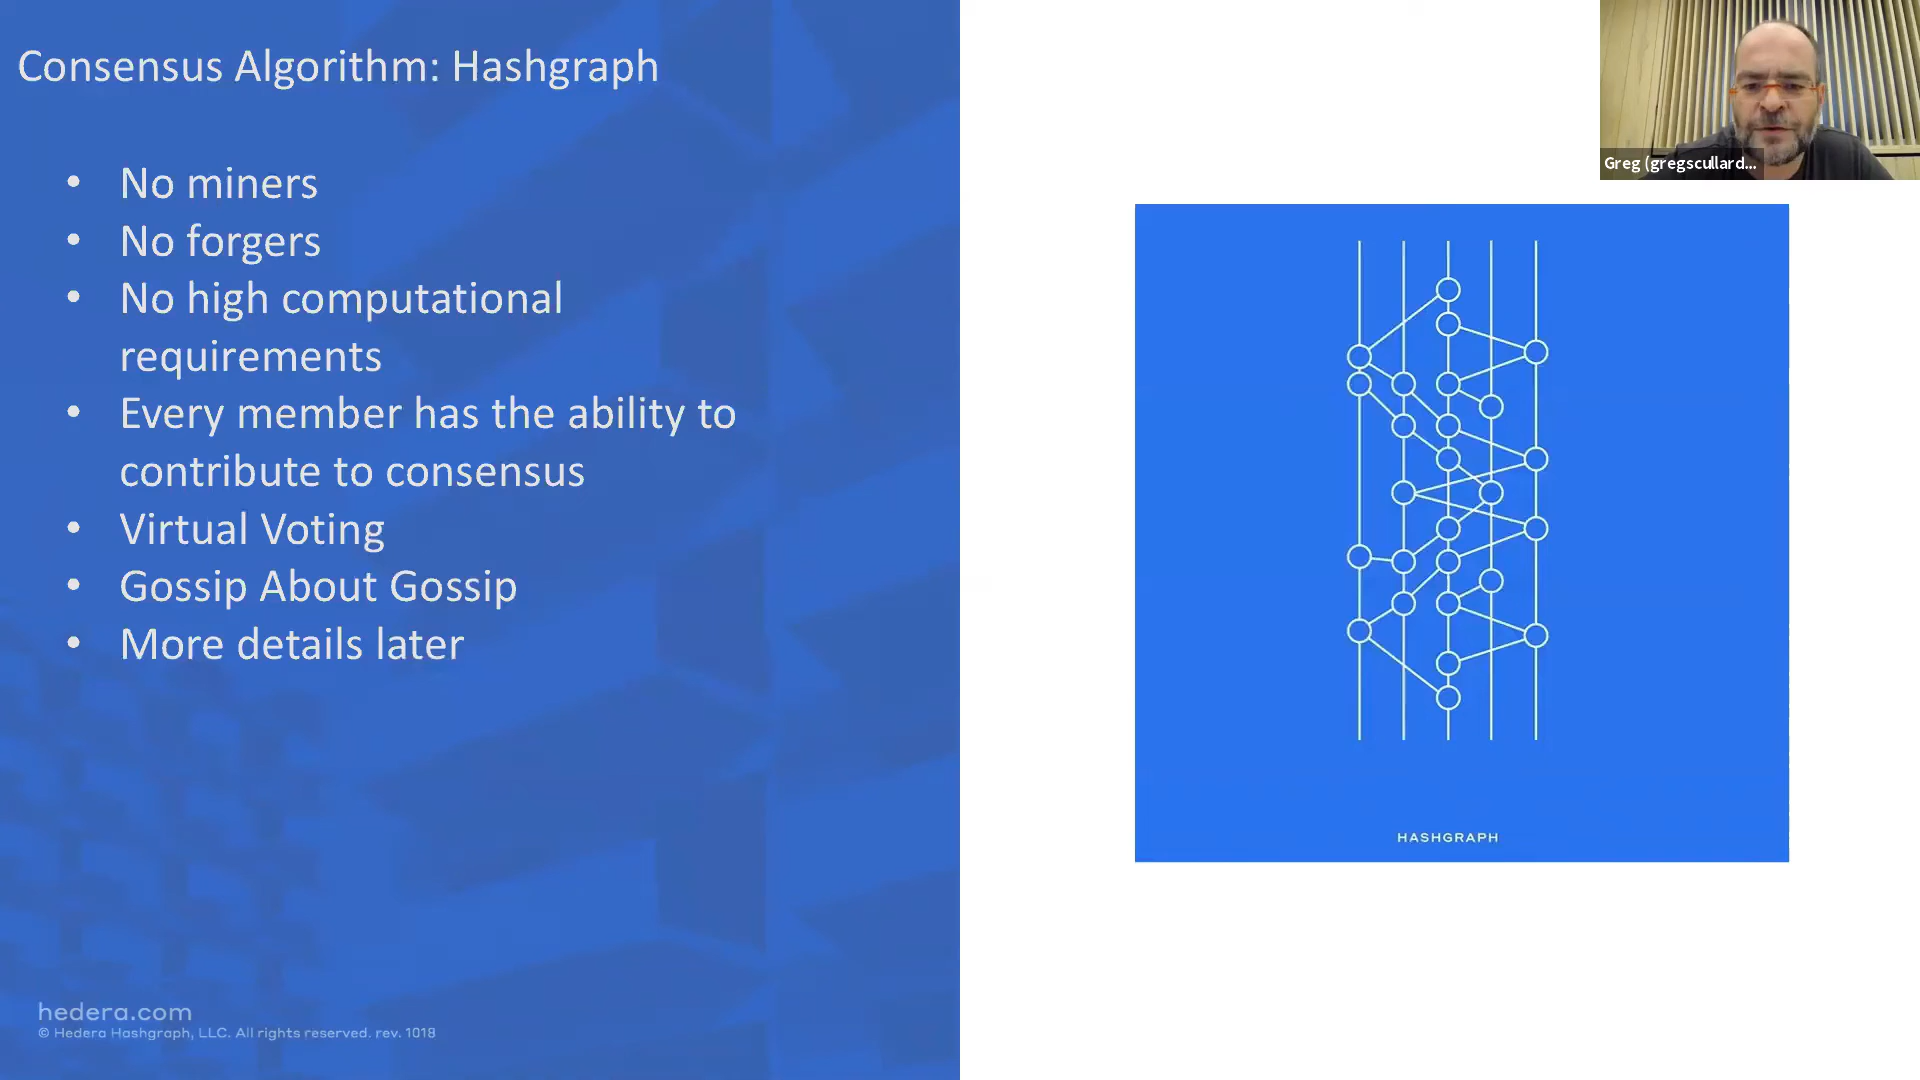 Consensus Algorithm: Hashgraph
• No miners
• No forgers
• No high computational
requirements
• Every member has the ability to
contribute to consensus
• Virtual Voting
• Gossip About Gossip
• More details later
hedera.com
© Hedera Hashgraph, LLC. All rights reserved. rev. 1018
Greg (gregscullard...
HASHGRAPH